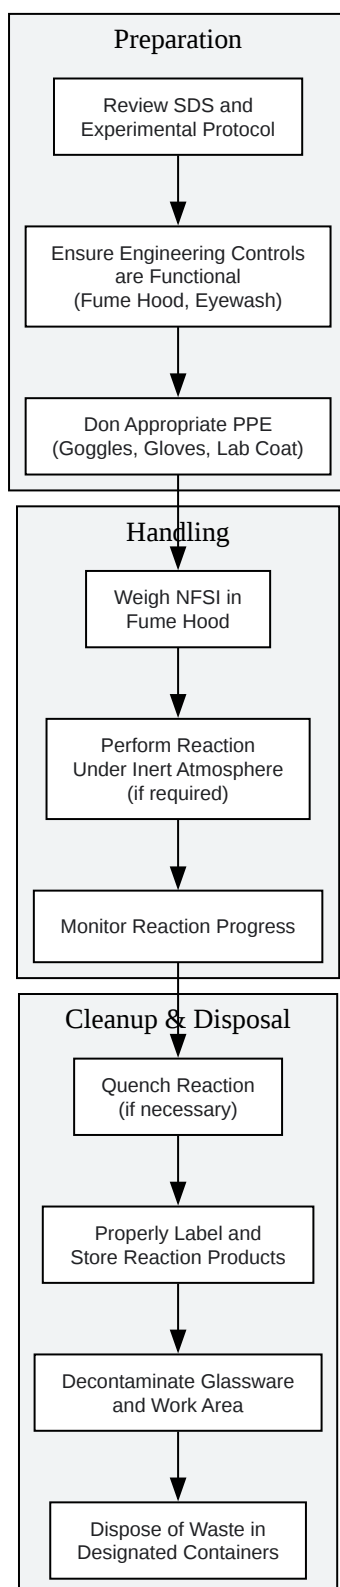 Preparation
Review SDS and
Experimental Protocol
Ensure Engineering Controls
are Functional
(Fume Hood, Eyewash)
Don Appropriate PPE
(Goggles, Gloves, Lab Coat)
Handling
Weigh NFSI in
Fume Hood
Perform Reaction
Under Inert Atmosphere
(if required)
Monitor Reaction Progress
Cleanup & Disposal
Quench Reaction
(if necessary)
Properly Label and
Store Reaction Products
Decontaminate Glassware
and Work Area
Dispose of Waste in
Designated Containers